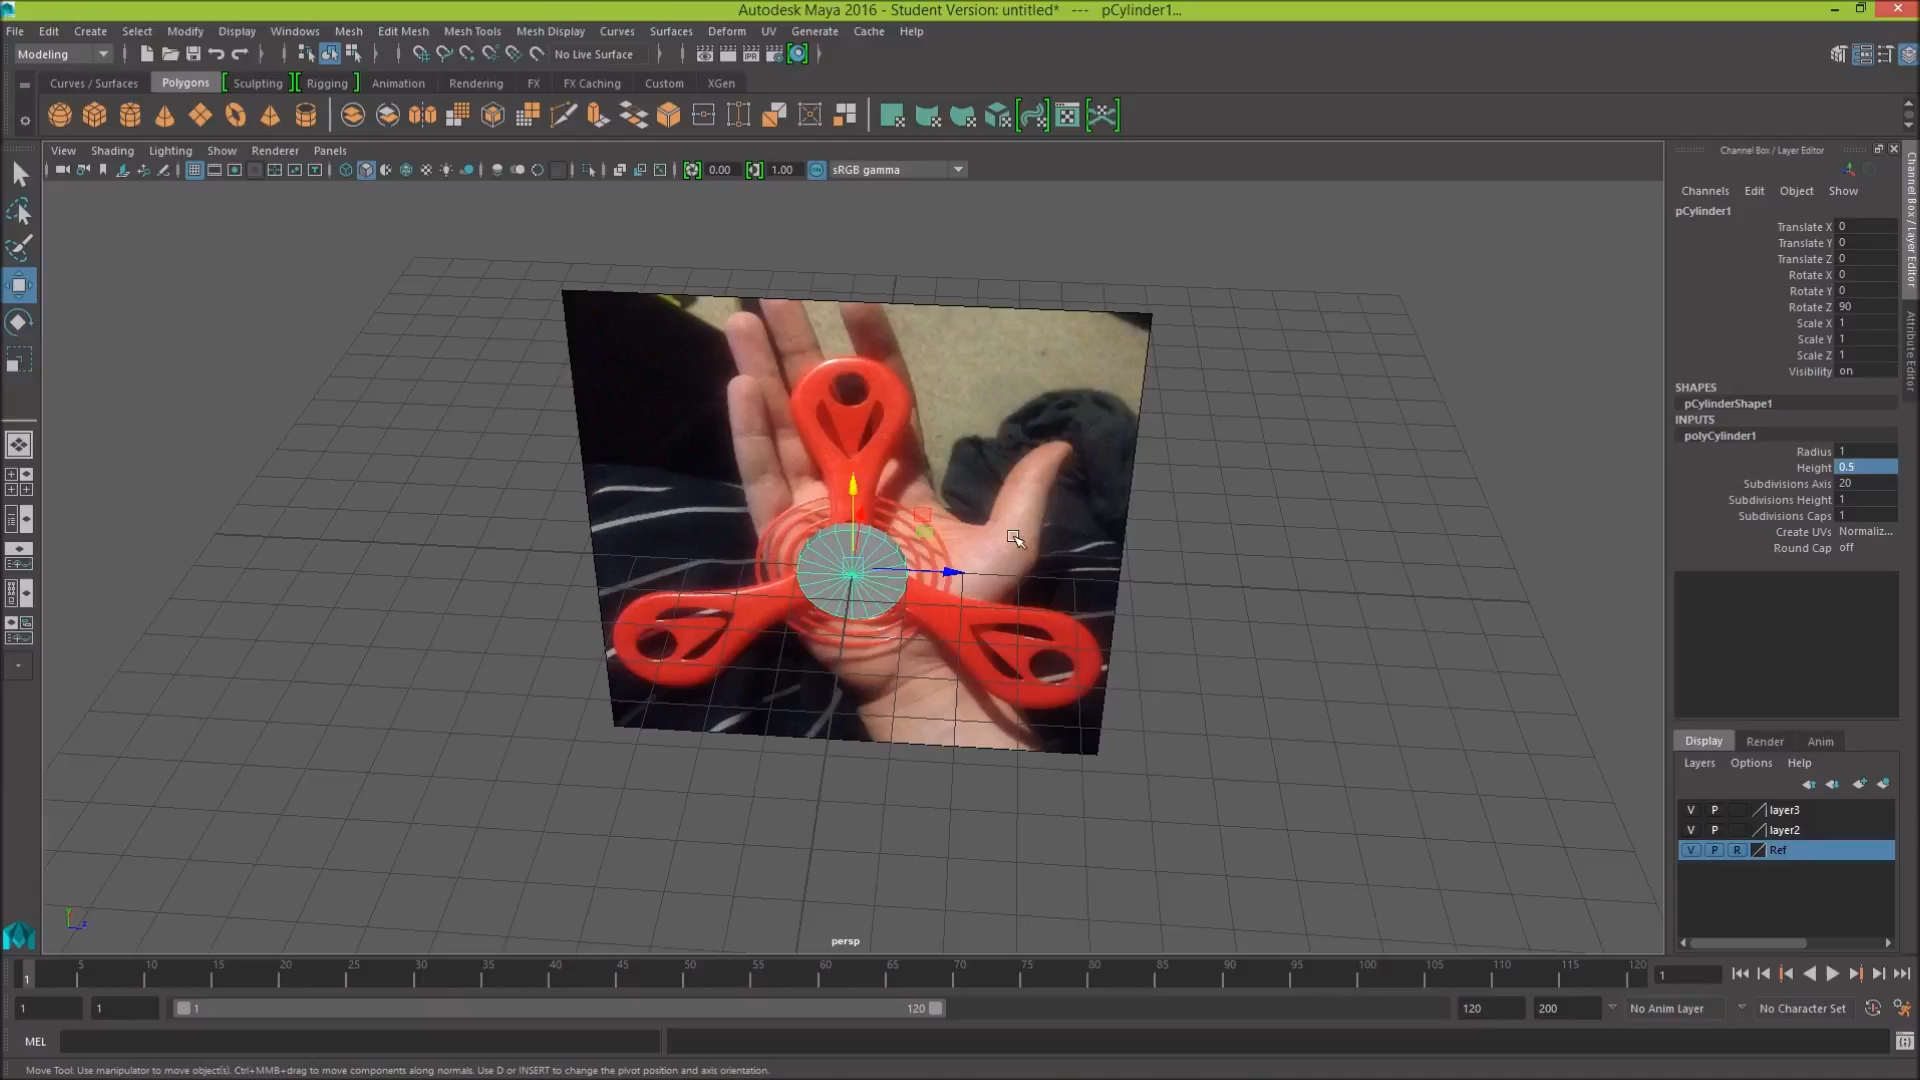 Autodesk Maya 2016 - Student Version: untitled* --- pCylinder1...
File Edit Create Select Modify Display Windows Mesh Edit Mesh Mesh Tools Mesh Display Curves Surfaces Deform UV Generate Cache Help
Modeling No Live Surface
Curves / Surfaces Polygons Sculpting Rigging Animation Rendering FX FX Caching Custom XGen
View Shading Lighting Show Renderer Panels
0.00 1.00 sRGB gamma
Channel Box / Layer Editor
Channels Edit Object Show
pCylinder1
Translate X 0
Translate Y 0
Translate Z 0
Rotate X 0
Rotate Y 0
Rotate Z 90
Scale X 1
Scale Y 1
Scale Z 1
Visibility on
SHAPES
pCylinderShape1
INPUTS
polyCylinder1
Radius 1
Height 0.5
Subdivisions Axis 20
Subdivisions Height 1
Subdivisions Caps 1
Create UVs Normaliz...
Round Cap off
Channel Box / Layer Editor
Attribute Editor
Display Render Anim
Layers Options Help
V P layer3
V P layer2
V P R Ref
persp
1 5 10 15 20 25 30 35 40 45 50 55 60 65 70 75 80 85 90 95 100 105 110 115 120 1
1 1 1 120 120 200 No Anim Layer No Character Set
MEL
Move Tool: Use manipulator to move object(s). Ctrl+MMB+drag to move components along normals. Use D or INSERT to change the pivot position and axis orientation.